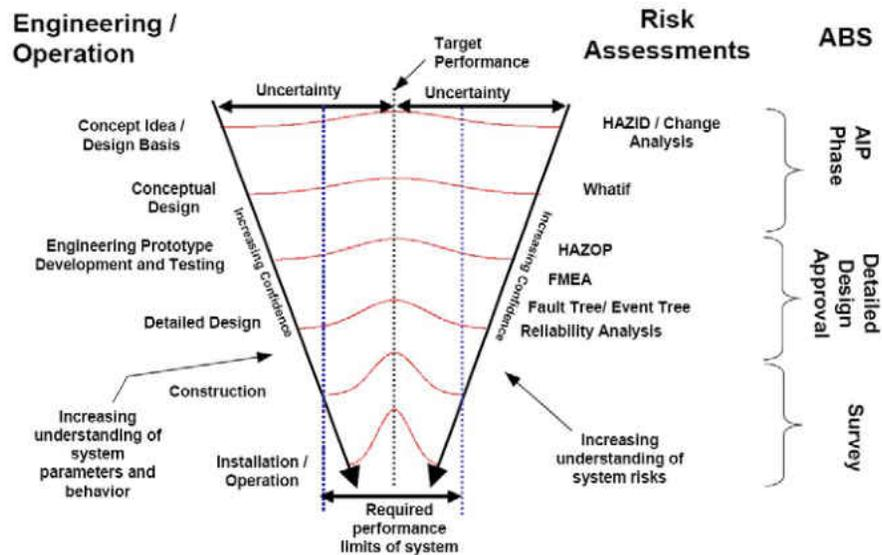 Engineering /
Operation
Risk
Assessments
ABS
Target
Performance
Uncertainty
Uncertainty
Concept Idea /
Design Basis
HAZID / Change
Analysis
AIP
Phase
Conceptual
Design
Whatif
Increasing Confidence
Increasing Confidence
Engineering Prototype
Development and Testing
HAZOP
FMEA
Fault Tree/ Event Tree
Reliability Analysis
Detailed
Design
Approval
Detailed Design
Construction
Increasing
understanding of
system
parameters and
behavior
Increasing
understanding of
system risks
Survey
Installation /
Operation
Required
performance
limits of system